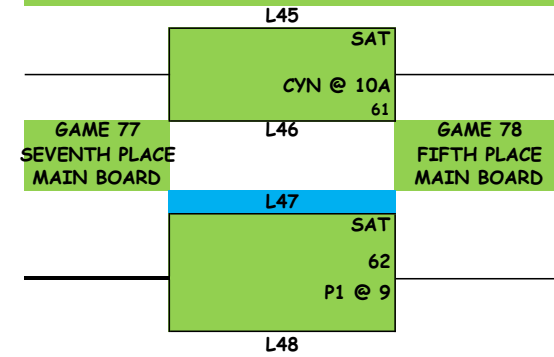 L45
SAT
CYN @ 10A
61
L46
GAME 77
SEVENTH PLACE
MAIN BOARD
GAME 78
FIFTH PLACE
MAIN BOARD
L47
SAT
62
P1 @ 9
L48